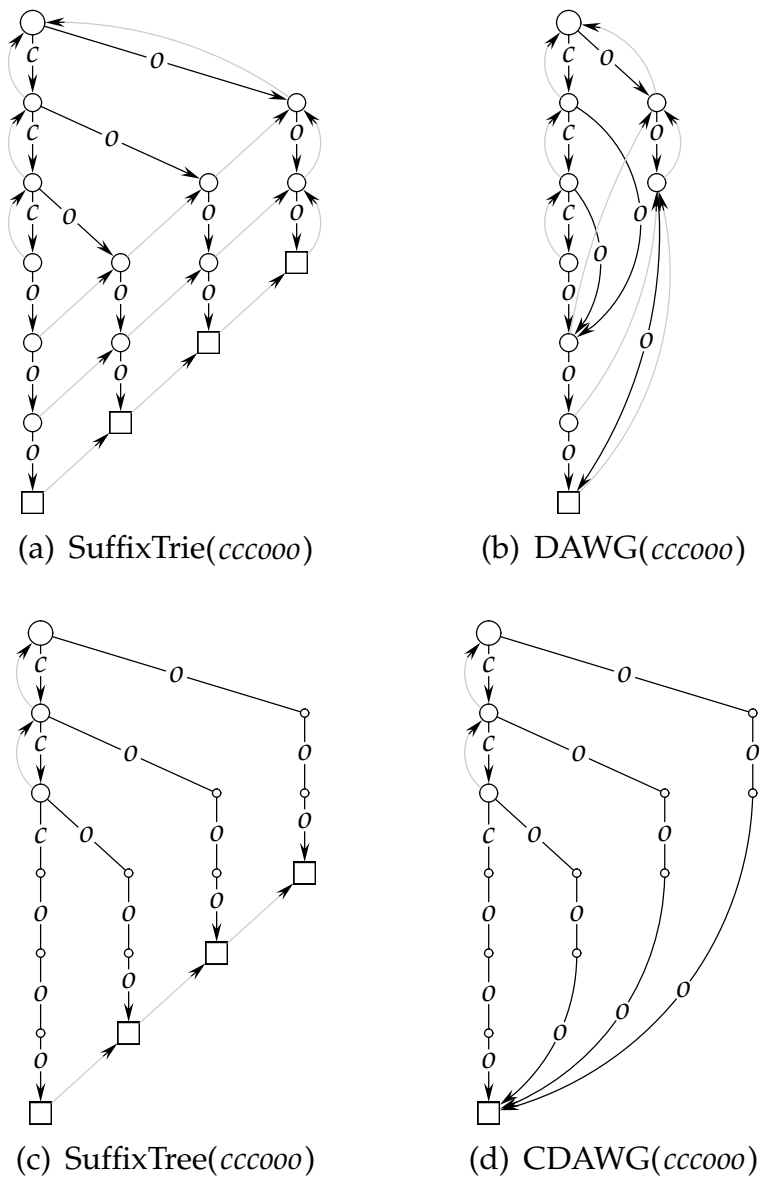 c o
c o o
c o o o
o o o
o o
o
(a) SuffixTrie(cccooo)
c o
c o
c o
o
o
o
o
o
(b) DAWG(cccooo)
c o
c o o
c o o o
o o o
o o
o
(c) SuffixTree(cccooo)
c o
c o o
c o o
o o
o o
o
o
o
(d) CDAWG(cccooo)